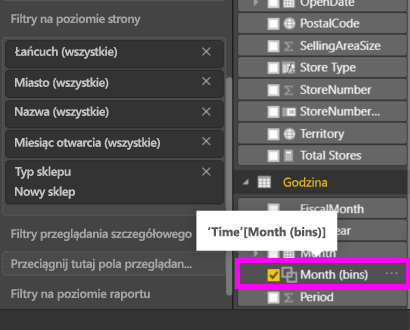 Filtry na poziomie strony
Łańcuch (wszystkie)
Miasto (wszystkie)
Nazwa (wszystkie)
Miesiąc otwarcia (wszystkie)
Typ sklepu
Nowy sklep
Filtry przeglądania szczegółowego
Przeciągnij tutaj pola przeglądan...
Filtry na poziomie raportu
OpenDate
PostalCode
SellingAreaSize
Store Type
StoreNumber
StoreNumber...
Territory
Total Stores
Godzina
FiscalMonth
'Time'[Month (bins)]
Month
Month (bins)
Period